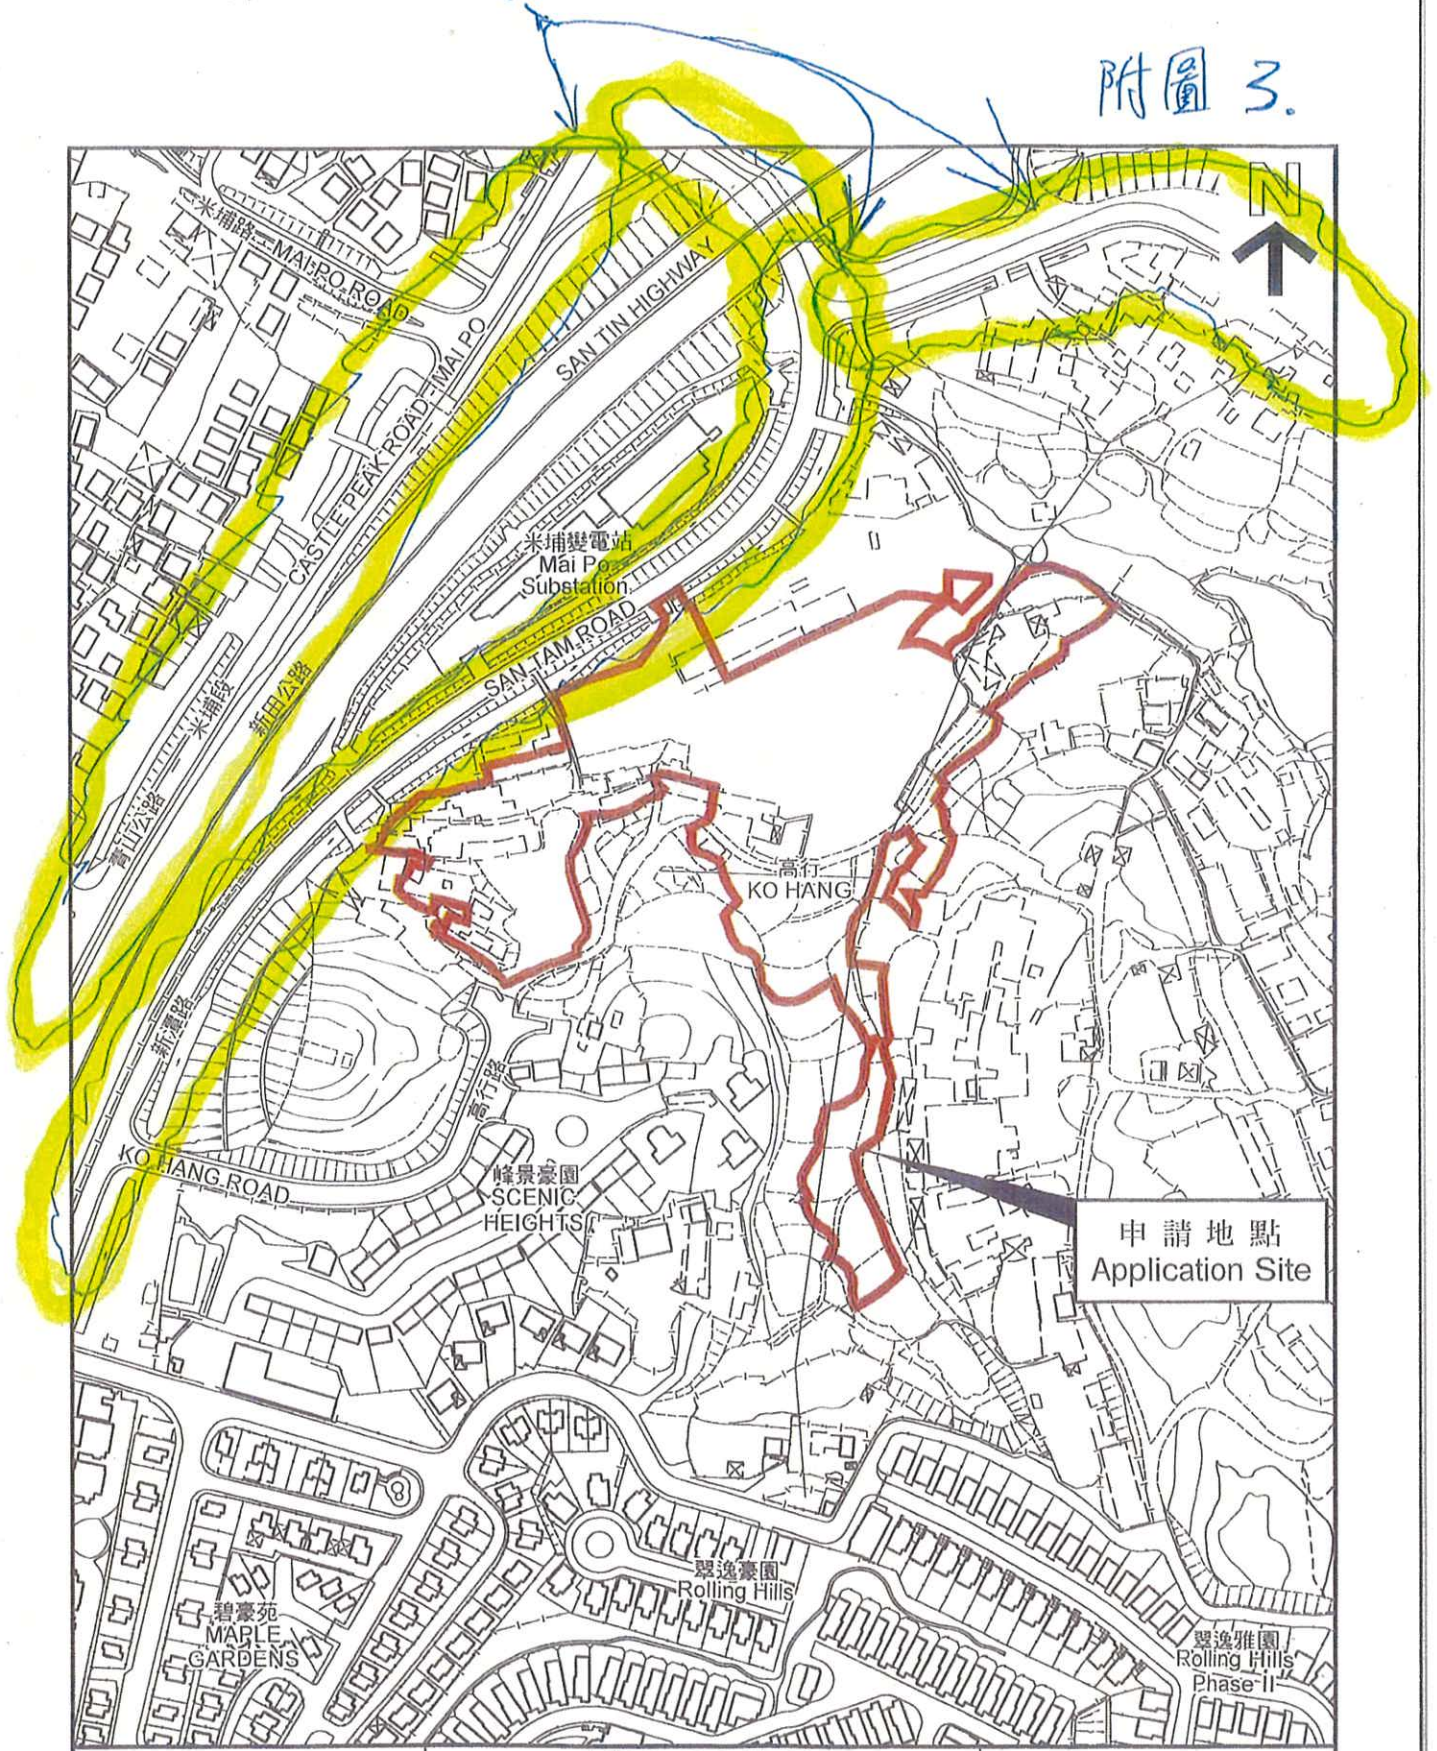 附圖 3.
N
米埔路 MAI PO ROAD
SAN TIN HIGHWAY
CASTLE PEAK ROAD - MAI PO
米埔變電站
Mai Po
Substation
SAN TAM ROAD
新田公路
青山公路 - 米埔段
高行
KO HANG
新潭路
高行路
KO HANG ROAD
峰景豪園
SCENIC
HEIGHTS
申請地點
Application Site
翠逸豪園
Rolling Hills
碧豪苑
MAPLE
GARDENS
翠逸雅園
Rolling Hills
Phase II